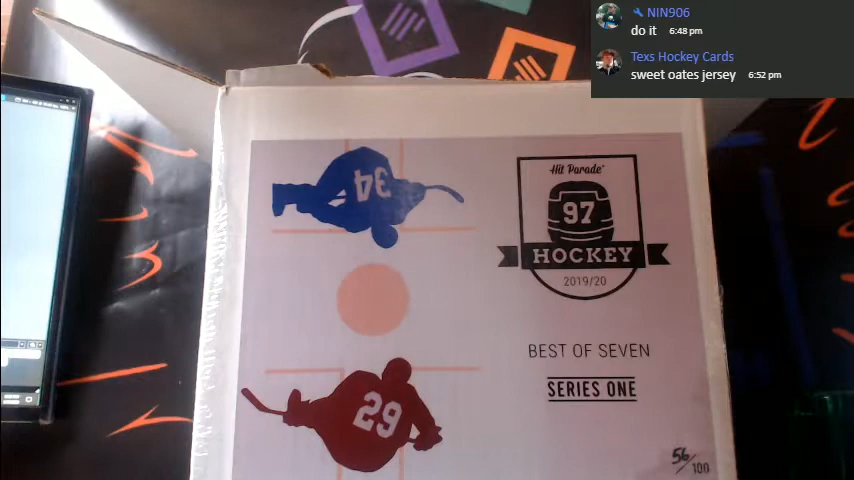 NIN906
do it 6:48 pm
Texs Hockey Cards
sweet oates jersey 6:52 pm
34
Hit Parade
97
HOCKEY
2019/20
BEST OF SEVEN
SERIES ONE
29
56/100